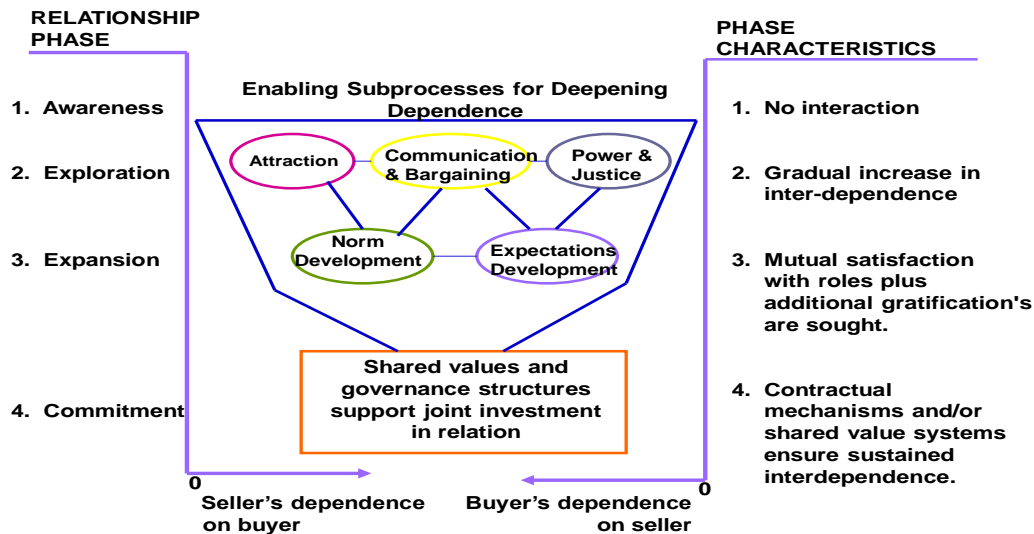 RELATIONSHIP
PHASE
1. Awareness
2. Exploration
3. Expansion
4. Commitment
Enabling Subprocesses for Deepening
Dependence
Attraction
Communication
& Bargaining
Power &
Justice
Norm
Development
Expectations
Development
Shared values and
governance structures
support joint investment
in relation
0
Seller's dependence
on buyer
Buyer's dependence
on seller
0
PHASE
CHARACTERISTICS
1. No interaction
2. Gradual increase in
inter-dependence
3. Mutual satisfaction
with roles plus
additional gratification's
are sought.
4. Contractual
mechanisms and/or
shared value systems
ensure sustained
interdependence.